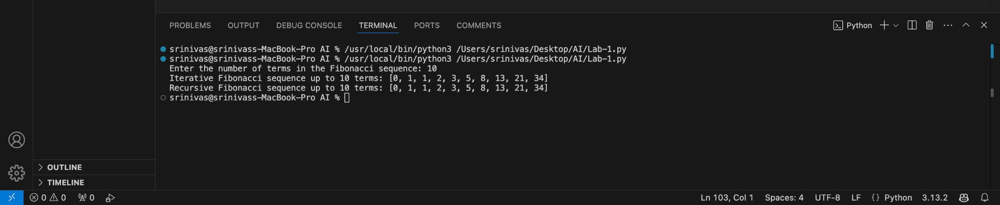 PROBLEMS OUTPUT DEBUG CONSOLE TERMINAL PORTS COMMENTS Python
srinivas@srinivass-MacBook-Pro AI % /usr/local/bin/python3 /Users/srinivas/Desktop/AI/Lab-1.py
srinivas@srinivass-MacBook-Pro AI % /usr/local/bin/python3 /Users/srinivas/Desktop/AI/Lab-1.py
Enter the number of terms in the Fibonacci sequence: 10
Iterative Fibonacci sequence up to 10 terms: [0, 1, 1, 2, 3, 5, 8, 13, 21, 34]
Recursive Fibonacci sequence up to 10 terms: [0, 1, 1, 2, 3, 5, 8, 13, 21, 34]
srinivas@srinivass-MacBook-Pro AI %
OUTLINE
TIMELINE
0 0 0 Ln 103, Col 1 Spaces: 4 UTF-8 LF {} Python 3.13.2